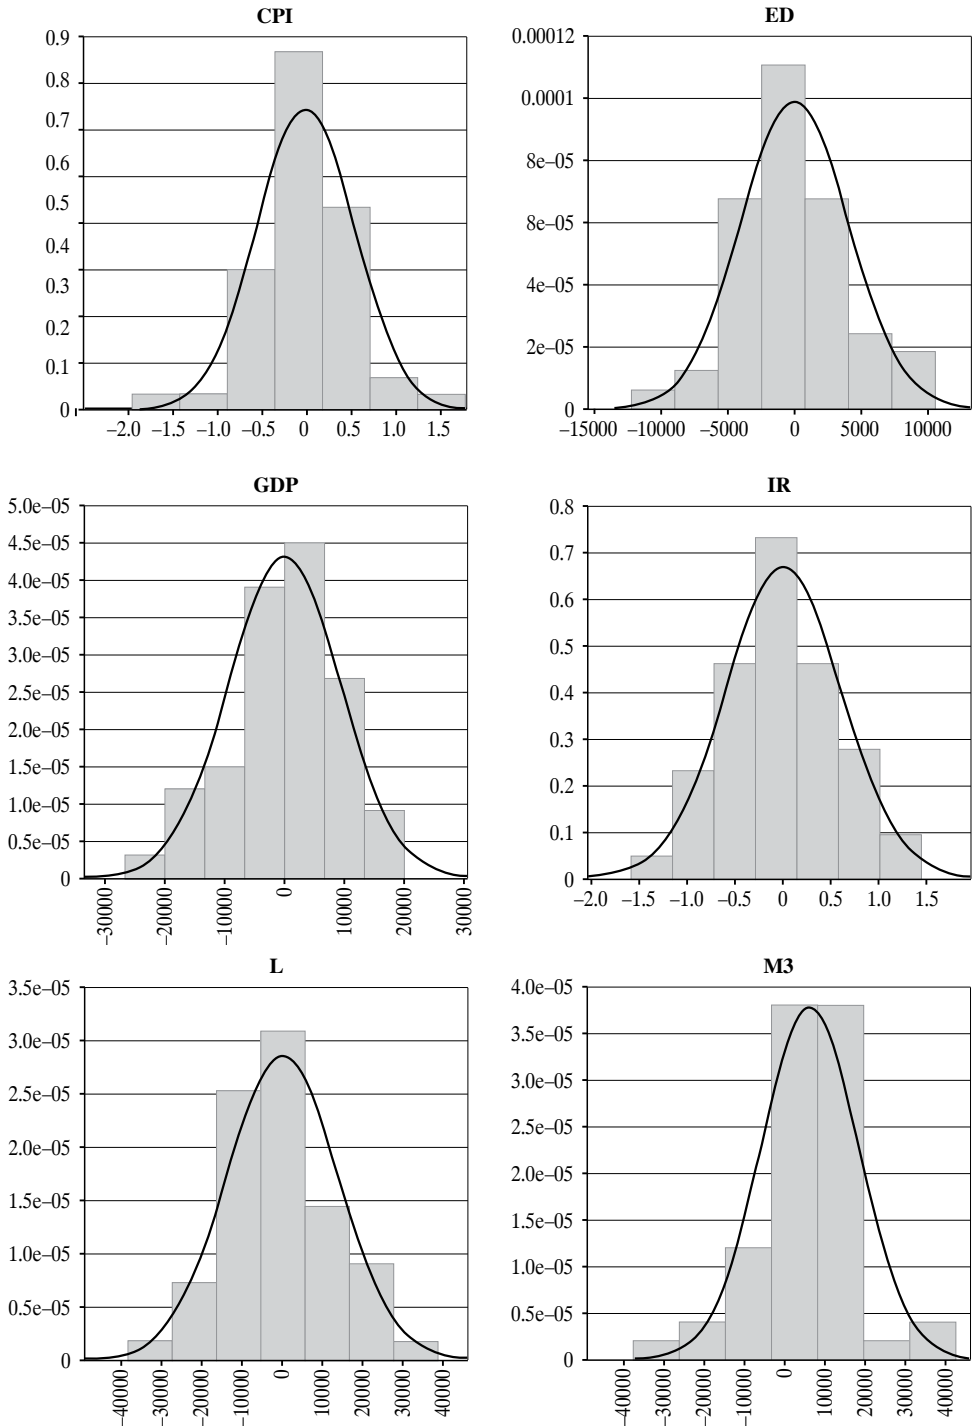 CPI
0.9
0.8
0.7
0.6
0.5
0.4
0.3
0.2
0.1
0
–2.0 –1.5 –1.0 –0.5 0 0.5 1.0 1.5
ED
0.00012
0.0001
8e–05
8e–05
4e–05
2e–05
0
–15000 –10000 –5000 0 5000 10000
GDP
5.0e–05
4.5e–05
4.0e–05
3.5e–05
3.0e–05
2.5e–05
2.0e–05
1.5e–05
1.0e–05
0.5e–05
0
–30000 –20000 –10000 0 10000 20000 30000
IR
0.8
0.7
0.6
0.5
0.4
0.3
0.2
0.1
0
–2.0 –1.5 –1.0 –0.5 0 0.5 1.0 1.5
L
3.5e–05
3.0e–05
2.5e–05
2.0e–05
1.5e–05
1.0e–05
0.5e–05
0
–40000 –30000 –20000 –10000 0 10000 20000 30000 40000
M3
4.0e–05
3.5e–05
3.0e–05
2.5e–05
2.0e–05
1.5e–05
1.0e–05
0.5e–05
0
–40000 –30000 –20000 –10000 0 10000 20000 30000 40000